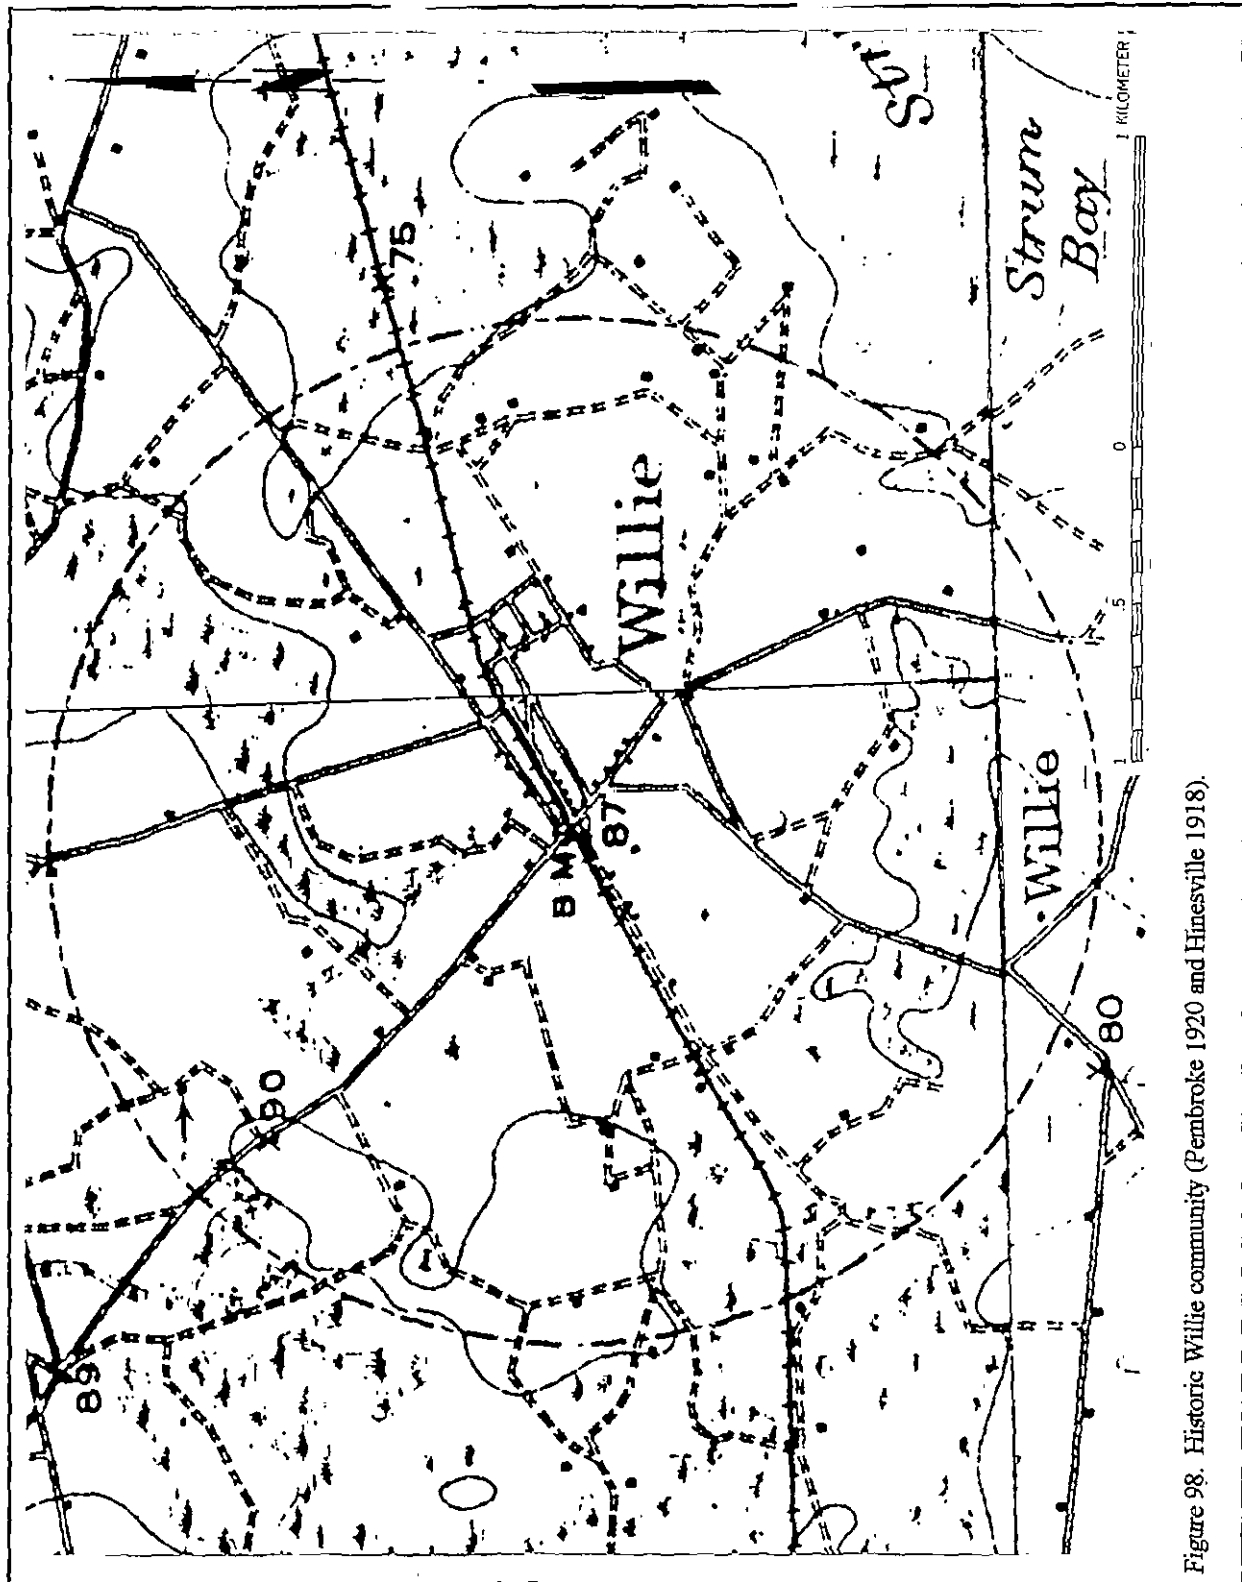 75
Willie
Strum
Bay
B M
87
90
89
Willie
80
1 .5 0 1 KILOMETER
Figure 98. Historic Willie community (Pembroke 1920 and Hinesville 1918).